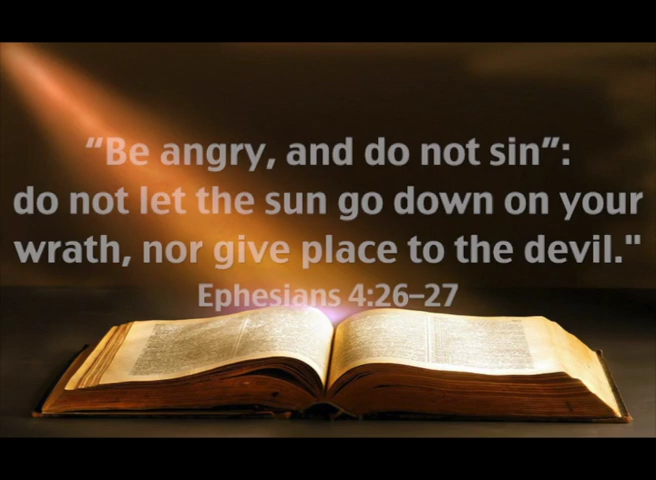 “Be angry, and do not sin”:
do not let the sun go down on your
wrath, nor give place to the devil."
Ephesians 4:26–27